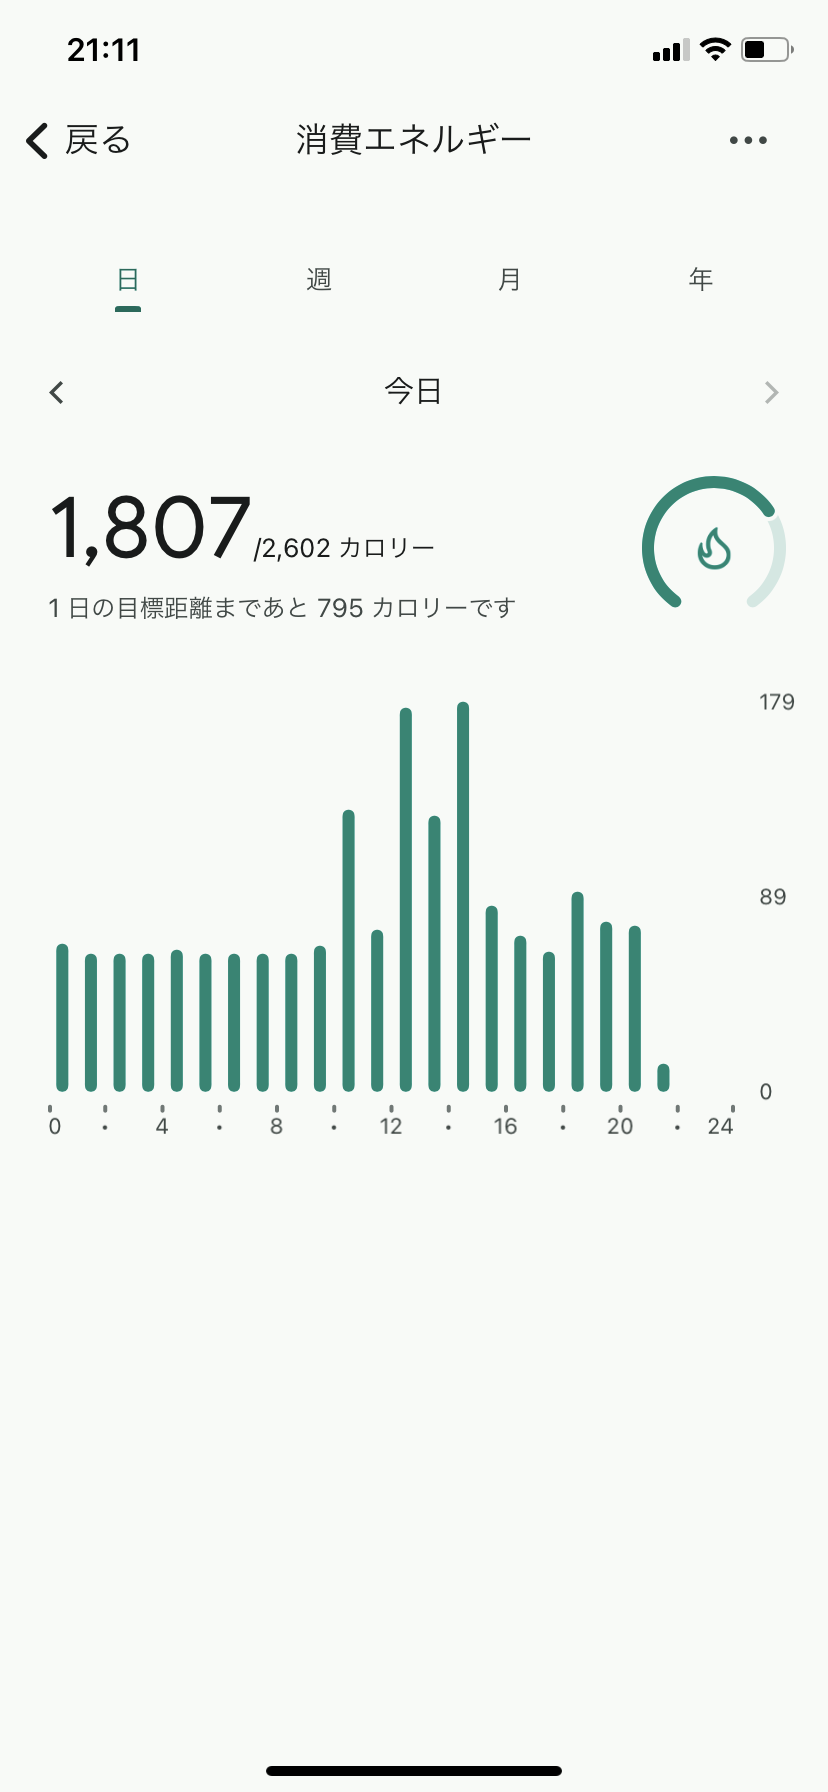 21:11
戻る 消費エネルギー
日 週 月 年
今日
1,807/2,602 カロリー
1 日の目標距離まであと 795 カロリーです
179
89
0
0 • 4 • 8 • 12 • 16 • 20 • 24